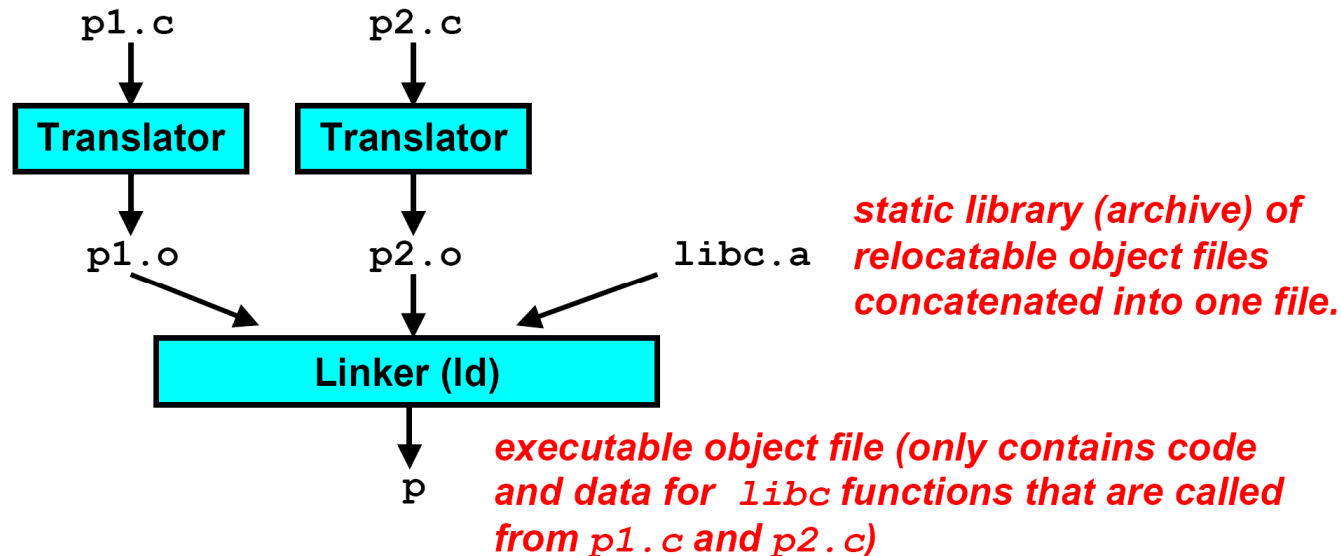 p1.c p2.c
Translator Translator
p1.o p2.o libc.a
static library (archive) of
relocatable object files
concatenated into one file.
Linker (ld)
p
executable object file (only contains code
and data for libc functions that are called
from p1.c and p2.c)